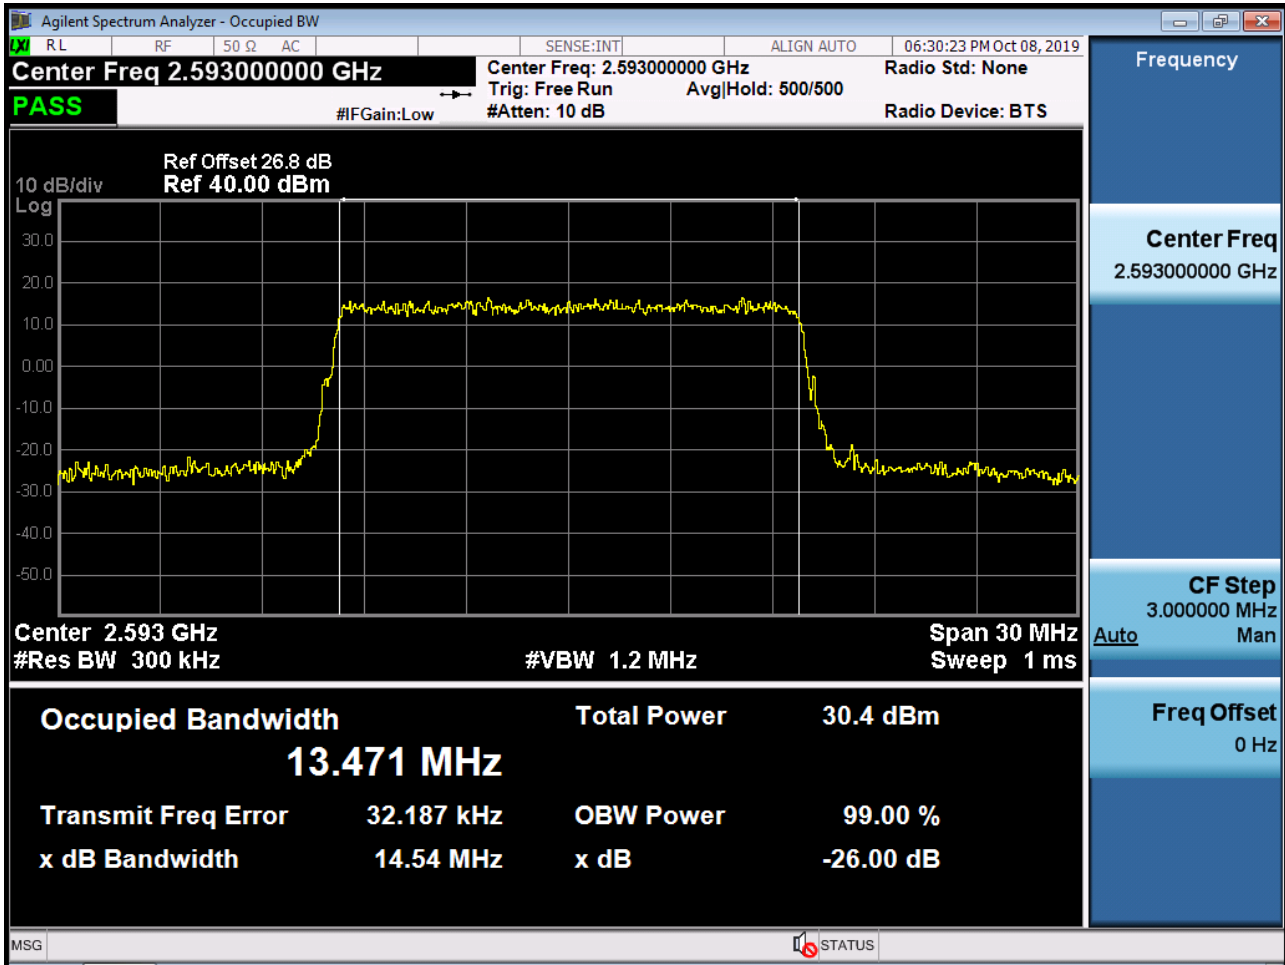 Agilent Spectrum Analyzer - Occupied BW
LXI RL RF 50 Ω AC SENSE:INT ALIGN AUTO 06:30:23 PM Oct 08, 2019
Center Freq 2.593000000 GHz
PASS
#IFGain:Low
Center Freq: 2.593000000 GHz
Trig: Free Run Avg|Hold: 500/500
#Atten: 10 dB
Radio Std: None
Radio Device: BTS
Ref Offset 26.8 dB
10 dB/div Ref 40.00 dBm
Log
30.0
20.0
10.0
0.00
-10.0
-20.0
-30.0
-40.0
-50.0
Center 2.593 GHz Span 30 MHz
#Res BW 300 kHz #VBW 1.2 MHz Sweep 1 ms
Occupied Bandwidth Total Power 30.4 dBm
13.471 MHz
Transmit Freq Error 32.187 kHz OBW Power 99.00 %
x dB Bandwidth 14.54 MHz x dB -26.00 dB
MSG STATUS
Frequency
Center Freq
2.593000000 GHz
CF Step
3.000000 MHz
Auto Man
Freq Offset
0 Hz